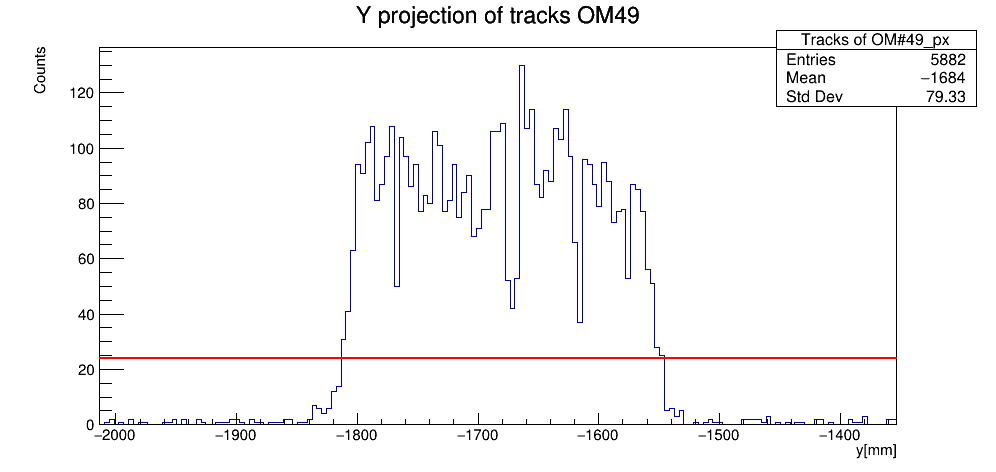 Y projection of tracks OM49
Tracks of OM#49_px
Entries 5882
Mean −1684
Std Dev 79.33
Counts
120
100
80
60
40
20
0
−2000 −1900 −1800 −1700 −1600 −1500 −1400
y[mm]